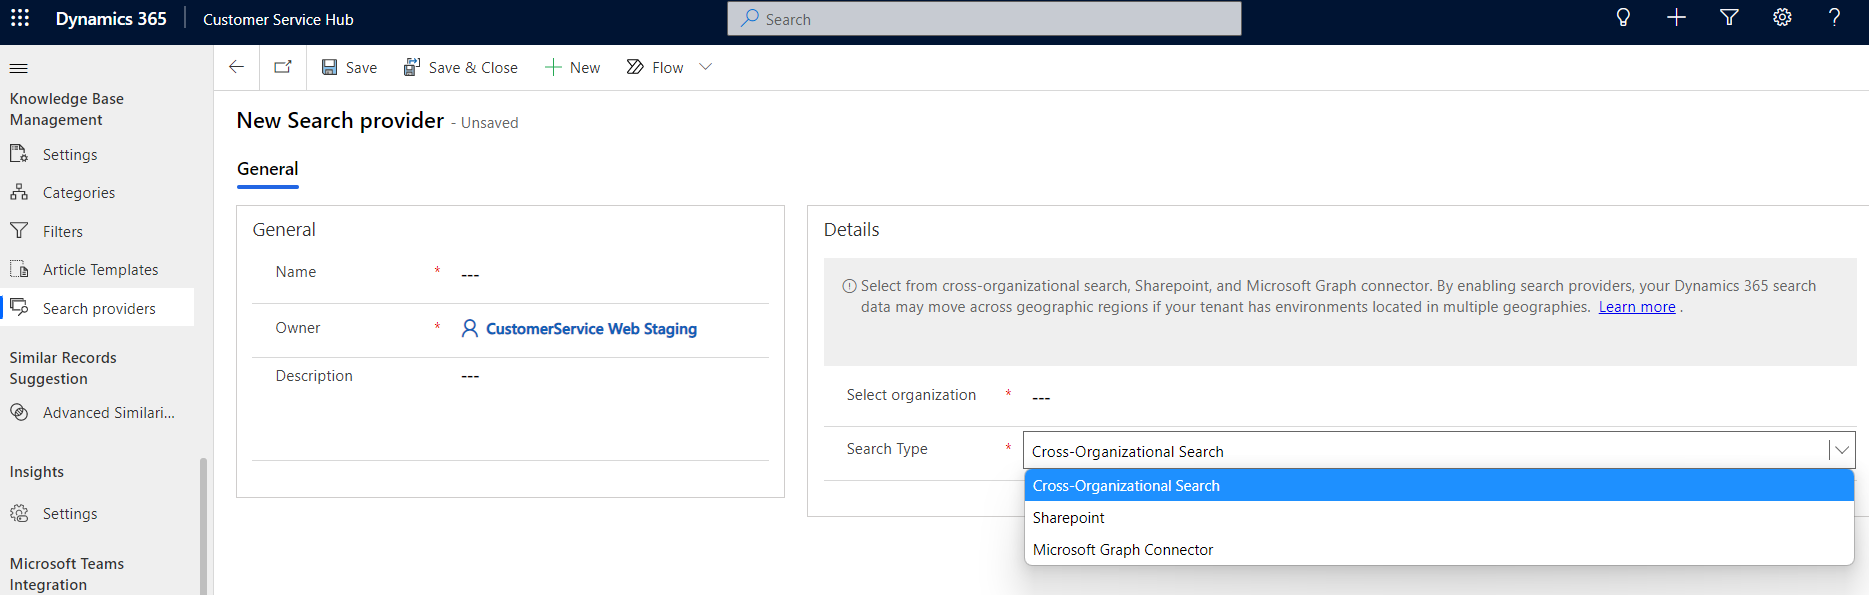 Dynamics 365 Customer Service Hub Search ?
Save Save & Close New Flow
Knowledge Base
Management
Settings
Categories
Filters
Article Templates
Search providers
Similar Records
Suggestion
Advanced Similari...
Insights
Settings
Microsoft Teams
Integration
New Search provider - Unsaved
General
General
Name * ---
Owner * CustomerService Web Staging
Description ---
Details
Select from cross-organizational search, Sharepoint, and Microsoft Graph connector. By enabling search providers, your Dynamics 365 search
data may move across geographic regions if your tenant has environments located in multiple geographies. Learn more .
Select organization * ---
Search Type * Cross-Organizational Search
Cross-Organizational Search
Sharepoint
Microsoft Graph Connector